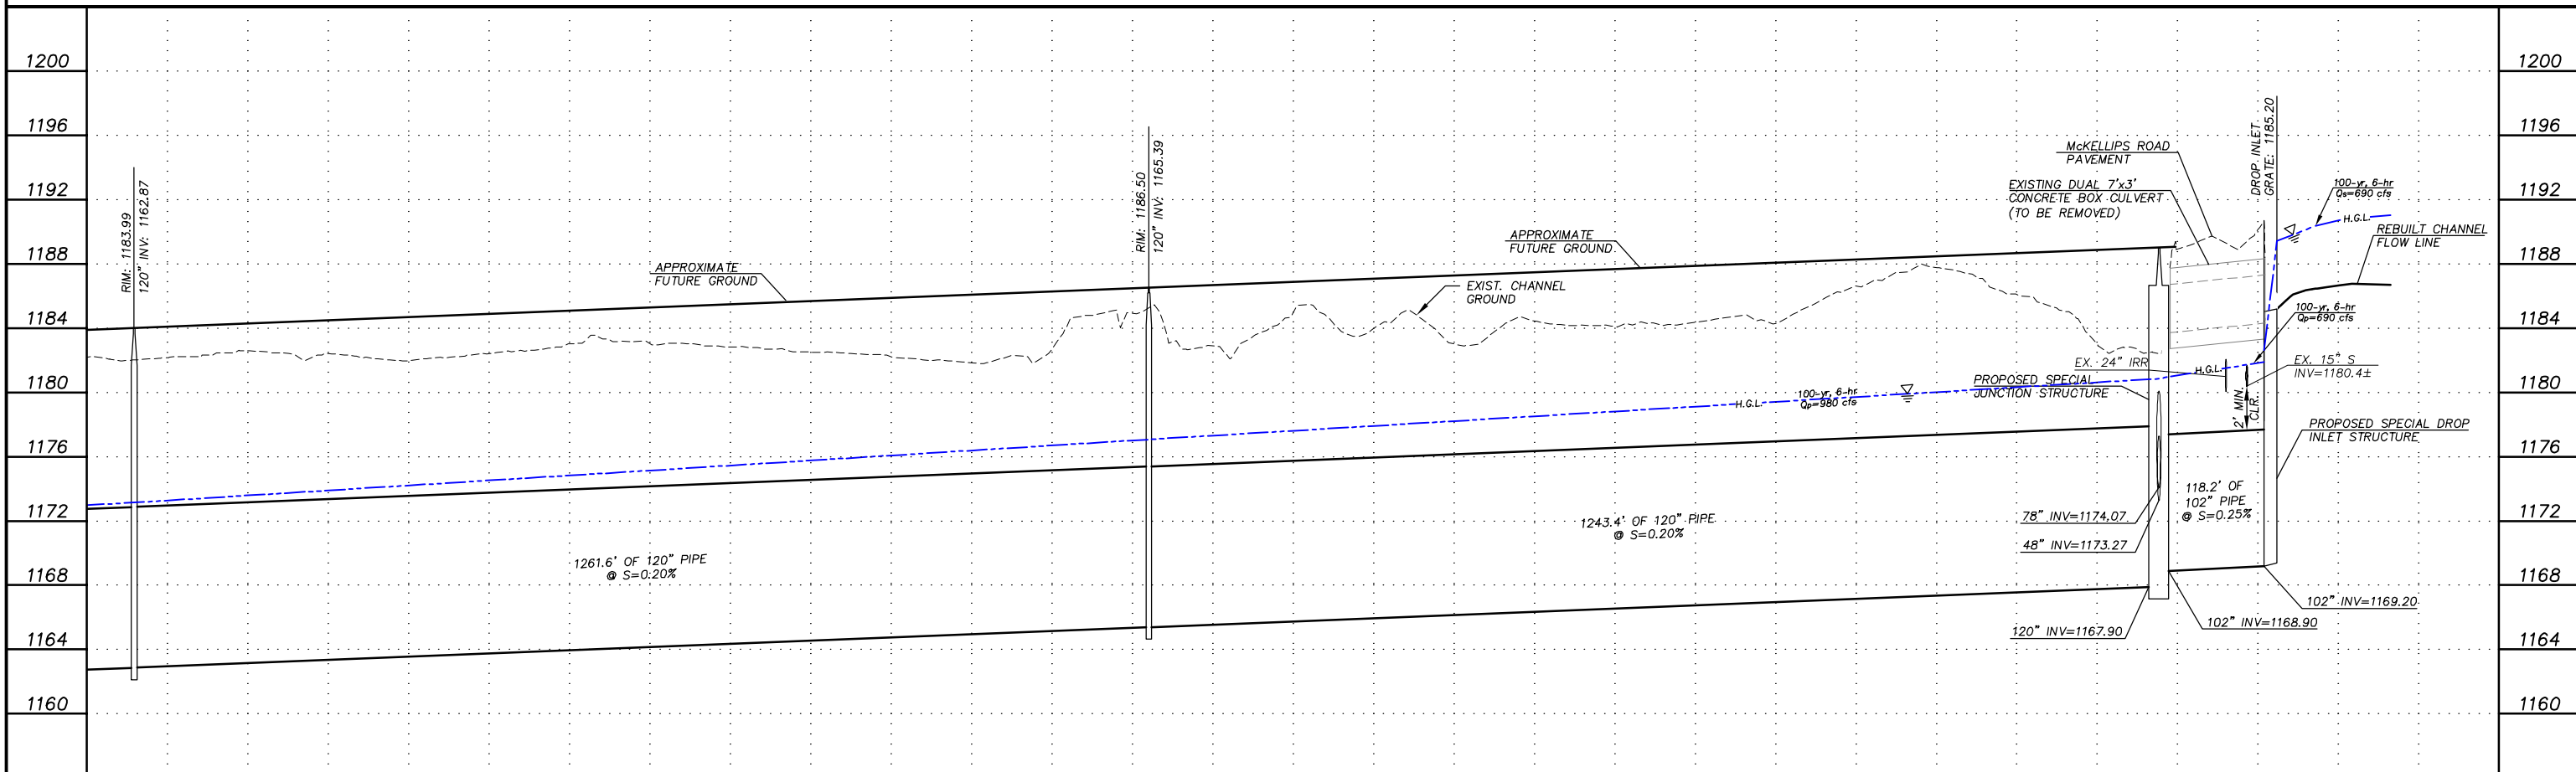 1200
1196
1192
1188
1184
1180
1176
1172
1168
1164
1160
RIM: 1183.99
120" INV: 1162.87
APPROXIMATE
FUTURE GROUND
1261.6' OF 120" PIPE
@ S=0.20%
RIM: 1186.50
120" INV: 1165.39
EXIST. CHANNEL
GROUND
APPROXIMATE
FUTURE GROUND
1243.4' OF 120" PIPE
@ S=0.20%
H.G.L.
100-yr, 6-hr
Qp=980 cfs
PROPOSED SPECIAL
JUNCTION STRUCTURE
EX. 24" IRR
McKELLIPS ROAD
PAVEMENT
EXISTING DUAL 7'x3'
CONCRETE BOX CULVERT
(TO BE REMOVED)
78" INV=1174.07
48" INV=1173.27
120" INV=1167.90
102" INV=1168.90
102" INV=1169.20
118.2' OF
102" PIPE
@ S=0.25%
H.G.L.
2' MIN.
CLR.
DROP INLET
GRATE: 1185.20
100-yr, 6-hr
Qs=690 cfs
H.G.L.
REBUILT CHANNEL
FLOW LINE
100-yr, 6-hr
Qp=690 cfs
EX. 15" S
INV=1180.4±
PROPOSED SPECIAL DROP
INLET STRUCTURE
1200
1196
1192
1188
1184
1180
1176
1172
1168
1164
1160